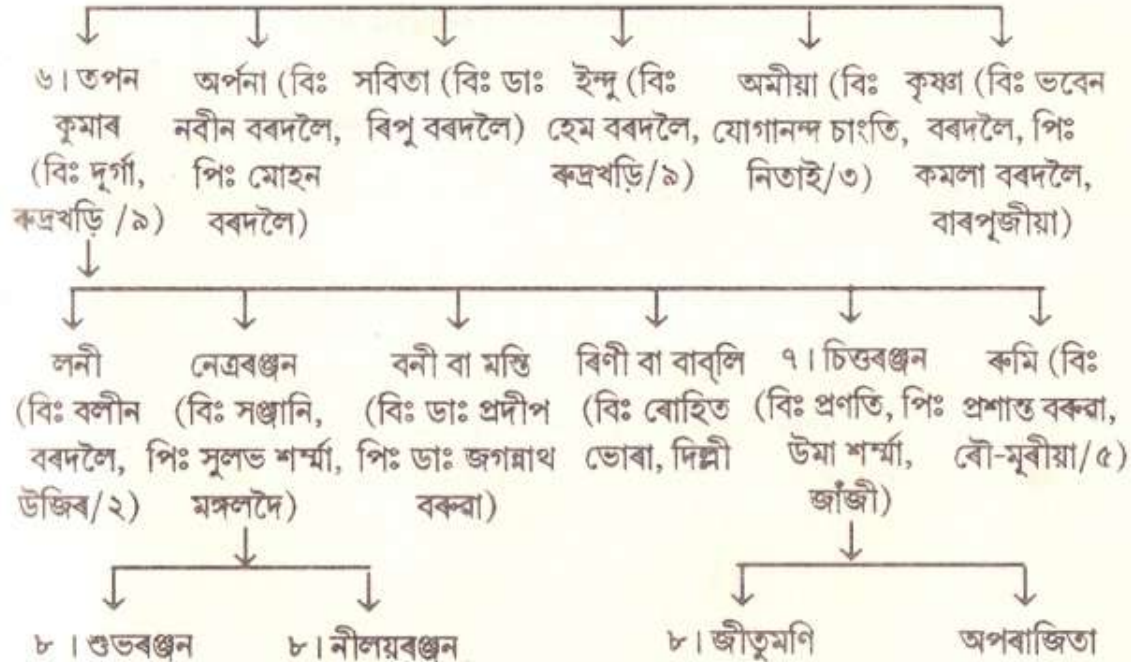 ৬। তপন কুমাৰ (বিঃ দূৰ্গা, ৰুদ্ৰখড়ি /৯)
অৰ্পনা (বিঃ নবীন বৰদলৈ, পিঃ মোহন বৰদলৈ)
সবিতা (বিঃ ডাঃ ৰিপু বৰদলৈ)
ইন্দু (বিঃ হেম বৰদলৈ, ৰুদ্ৰখড়ি/৯)
অমীয়া (বিঃ যোগানন্দ চাংতি, নিতাই/৩)
কৃষ্ণা (বিঃ ভবেন বৰদলৈ, পিঃ কমলা বৰদলৈ, বাৰপূজীয়া)
লনী (বিঃ বলীন বৰদলৈ, উজিৰ/২)
নেত্ৰৰঞ্জন (বিঃ সঞ্জানি, পিঃ সুলভ শৰ্ম্মা, মঙ্গলদৈ)
বনী বা মন্তি (বিঃ ডাঃ প্ৰদীপ পিঃ ডাঃ জগন্নাথ বৰুৱা)
ৰিণী বা বাব্‌লি (বিঃ ৰোহিত ভোৰা, দিল্লী
৭। চিত্তৰঞ্জন (বিঃ প্ৰণতি, পিঃ উমা শৰ্ম্মা, জাঁজী)
ৰুমি (বিঃ প্ৰশান্ত বৰুৱা, ৰৌ-মূৰীয়া/৫)
৮। শুভৰঞ্জন
৮। নীলয়ৰঞ্জন
৮। জীতুমণি
অপৰাজিতা